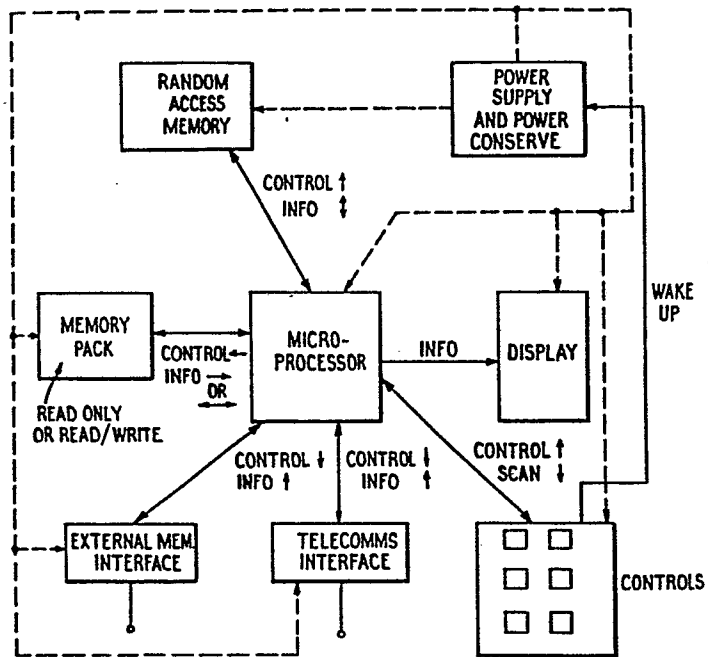 RANDOM
ACCESS
MEMORY
POWER
SUPPLY
AND POWER
CONSERVE
CONTROL ↑
INFO ↕
MEMORY
PACK
CONTROL ←
INFO →
OR
↔
READ ONLY
OR READ/WRITE
MICRO-
PROCESSOR
INFO
DISPLAY
WAKE
UP
CONTROL ↓
INFO ↑
CONTROL ↓
INFO ↑
CONTROL ↑
SCAN ↓
EXTERNAL MEM.
INTERFACE
TELECOMMS
INTERFACE
CONTROLS